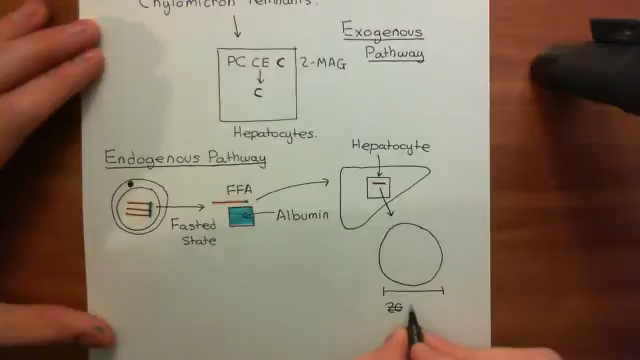 Chylomicron remnants.
Exogenous
Pathway
PC CE C 2-MAG
C
Hepatocytes.
Endogenous Pathway
Hepatocyte
FFA
Albumin
Fasted
State